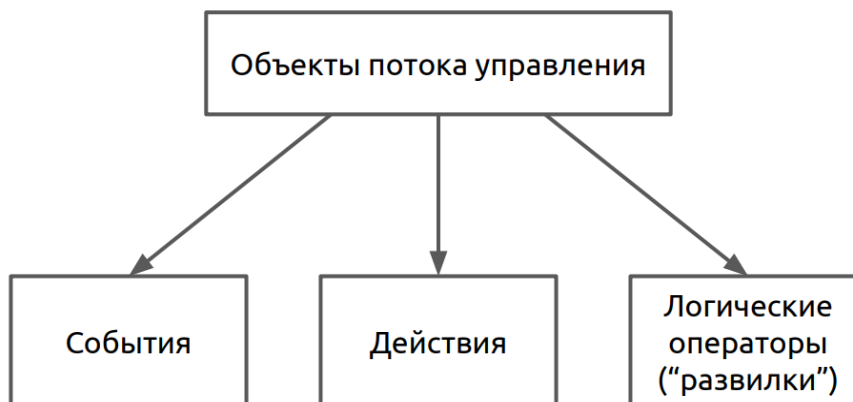 Объекты потока управления
События
Действия
Логические
операторы
(“развилки”)